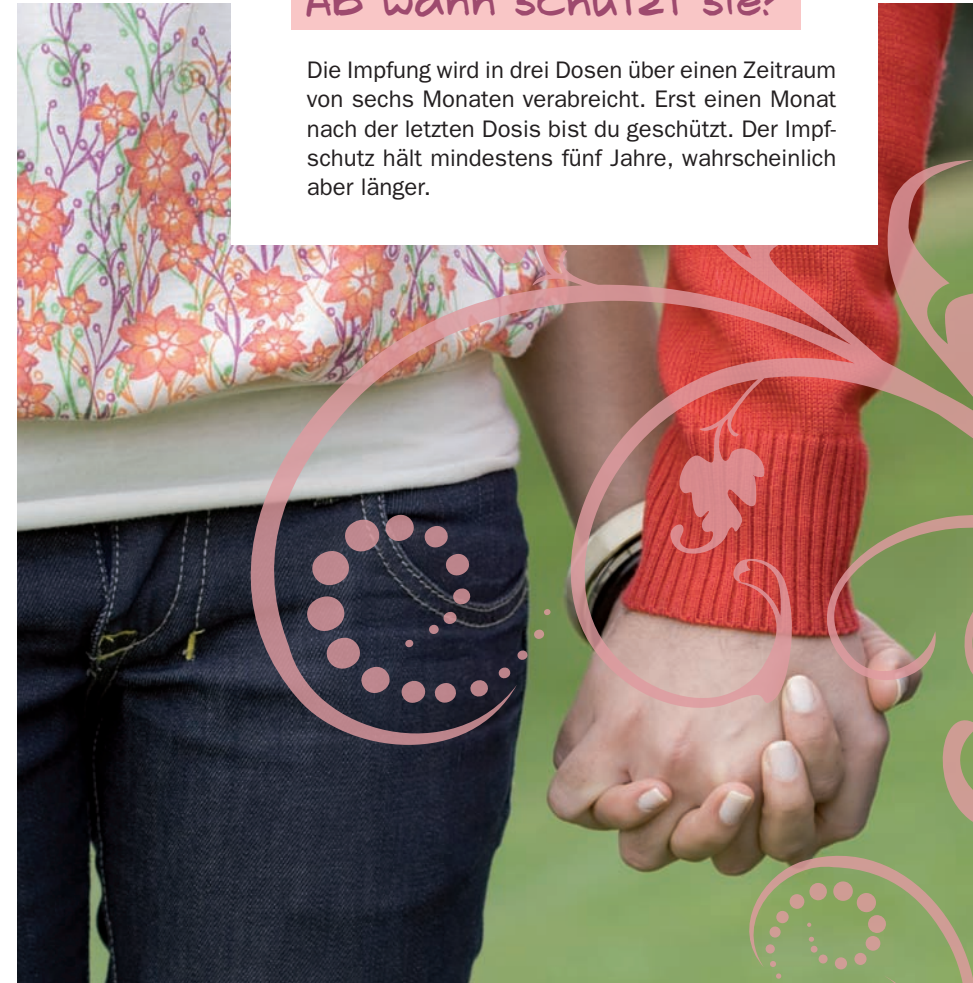 Ab wann schützt sie?
Die Impfung wird in drei Dosen über einen Zeitraum
von sechs Monaten verabreicht. Erst einen Monat
nach der letzten Dosis bist du geschützt. Der Impf-
schutz hält mindestens fünf Jahre, wahrscheinlich
aber länger.